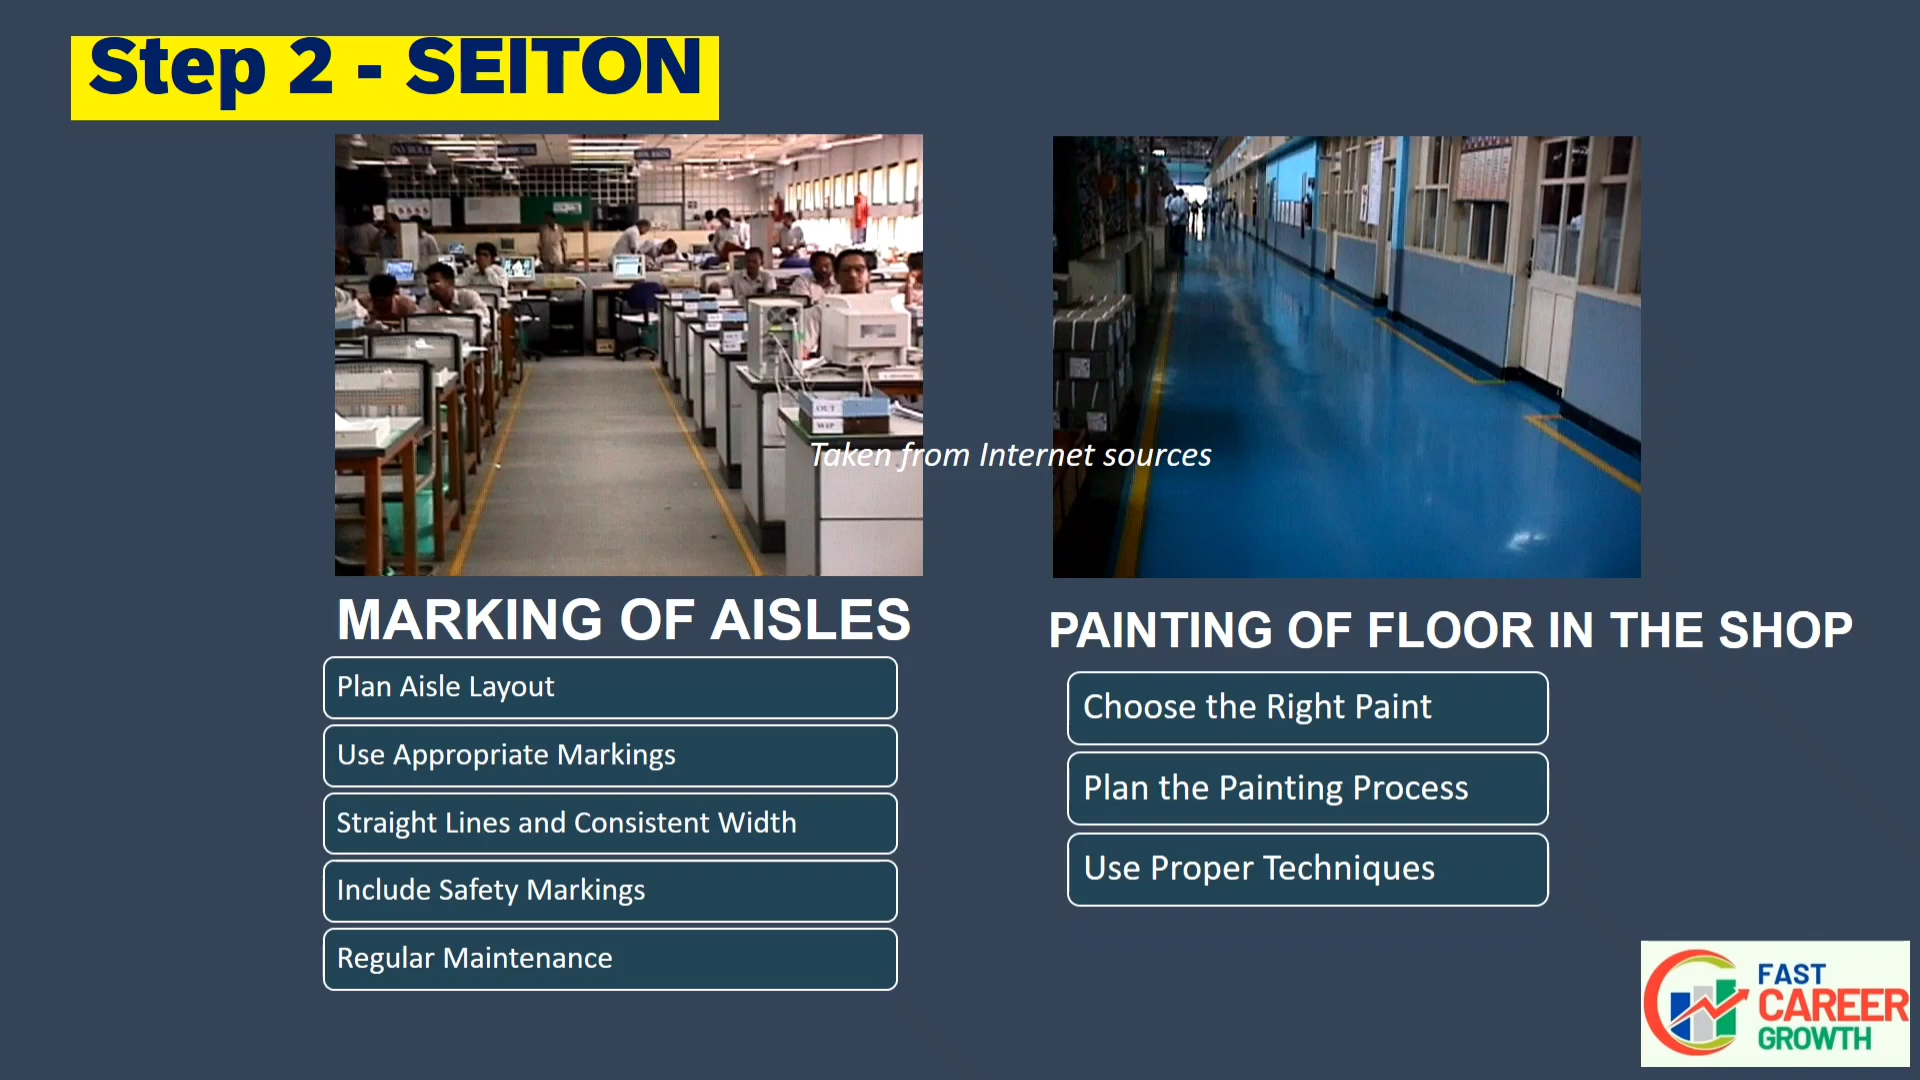 Step 2 - SEITON
OUT
WIP
Taken from Internet sources
MARKING OF AISLES
Plan Aisle Layout
Use Appropriate Markings
Straight Lines and Consistent Width
Include Safety Markings
Regular Maintenance
PAINTING OF FLOOR IN THE SHOP
Choose the Right Paint
Plan the Painting Process
Use Proper Techniques
FAST
CAREER
GROWTH